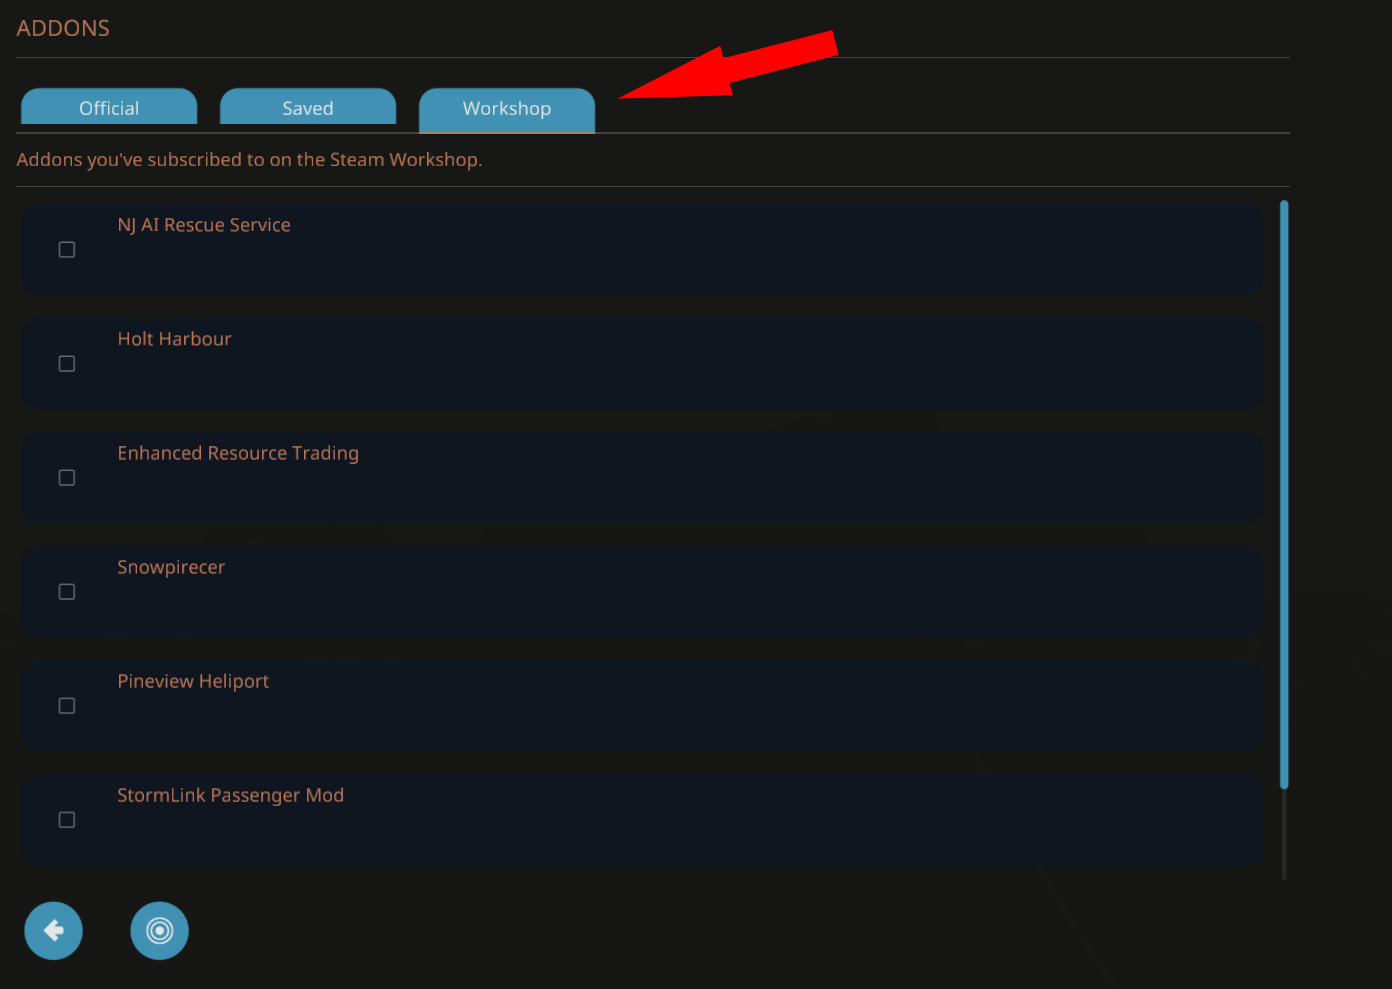 ADDONS
Official Saved Workshop
Addons you've subscribed to on the Steam Workshop.
NJ AI Rescue Service
Holt Harbour
Enhanced Resource Trading
Snowpirecer
Pineview Heliport
StormLink Passenger Mod